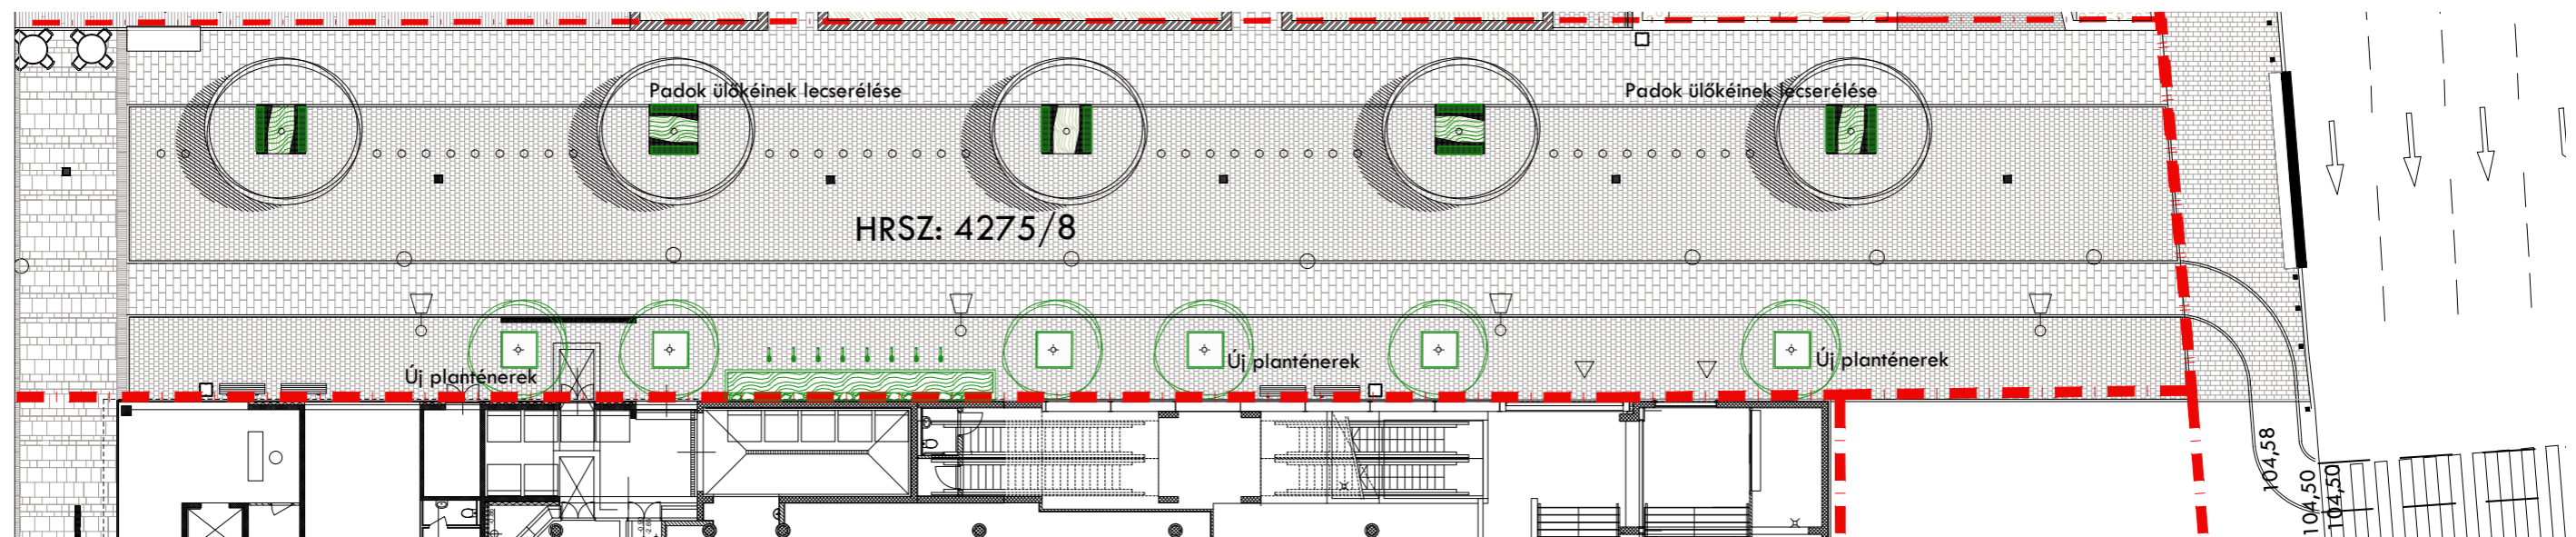 Padok ülőkéinek lecserélése
Padok ülőkéinek lecserélése
HRSZ: 4275/8
Új planténerek
Új planténerek
Új planténerek
104,58
104,50
104,50